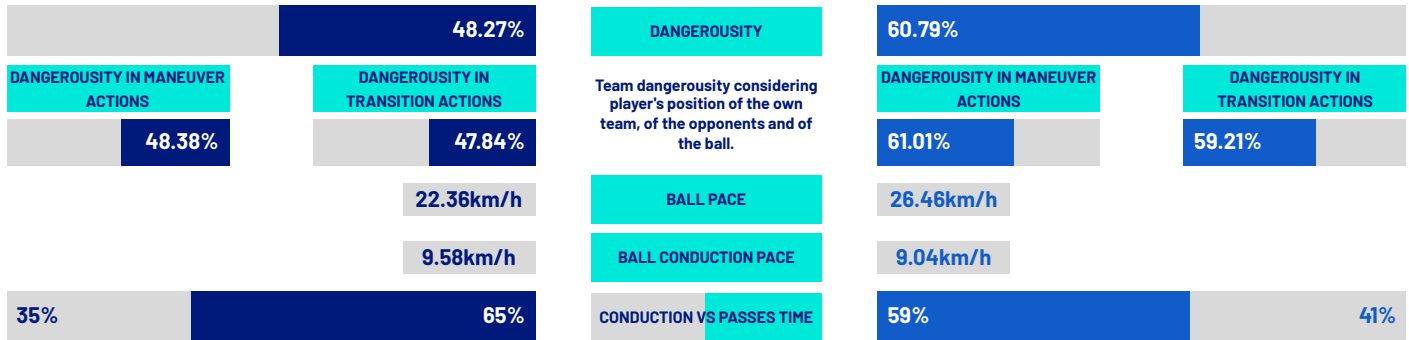 48.27%
DANGEROUSITY
60.79%
DANGEROUSITY IN MANEUVER
ACTIONS
DANGEROUSITY IN
TRANSITION ACTIONS
Team dangerousity considering
player's position of the own
team, of the opponents and of
the ball.
DANGEROUSITY IN MANEUVER
ACTIONS
DANGEROUSITY IN
TRANSITION ACTIONS
48.38%
47.84%
61.01%
59.21%
22.36km/h
BALL PACE
26.46km/h
9.58km/h
BALL CONDUCTION PACE
9.04km/h
35%
65%
CONDUCTION VS PASSES TIME
59%
41%